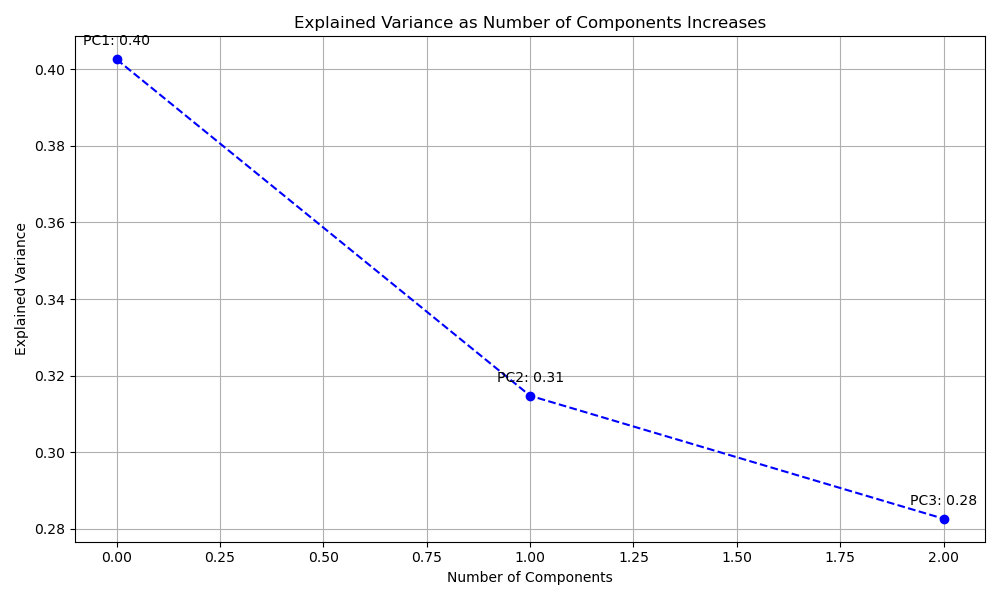 Explained Variance as Number of Components Increases
PC1: 0.40
0.40
0.38
0.36
0.34
0.32
0.30
0.28
Explained Variance
PC2: 0.31
PC3: 0.28
0.00 0.25 0.50 0.75 1.00 1.25 1.50 1.75 2.00
Number of Components